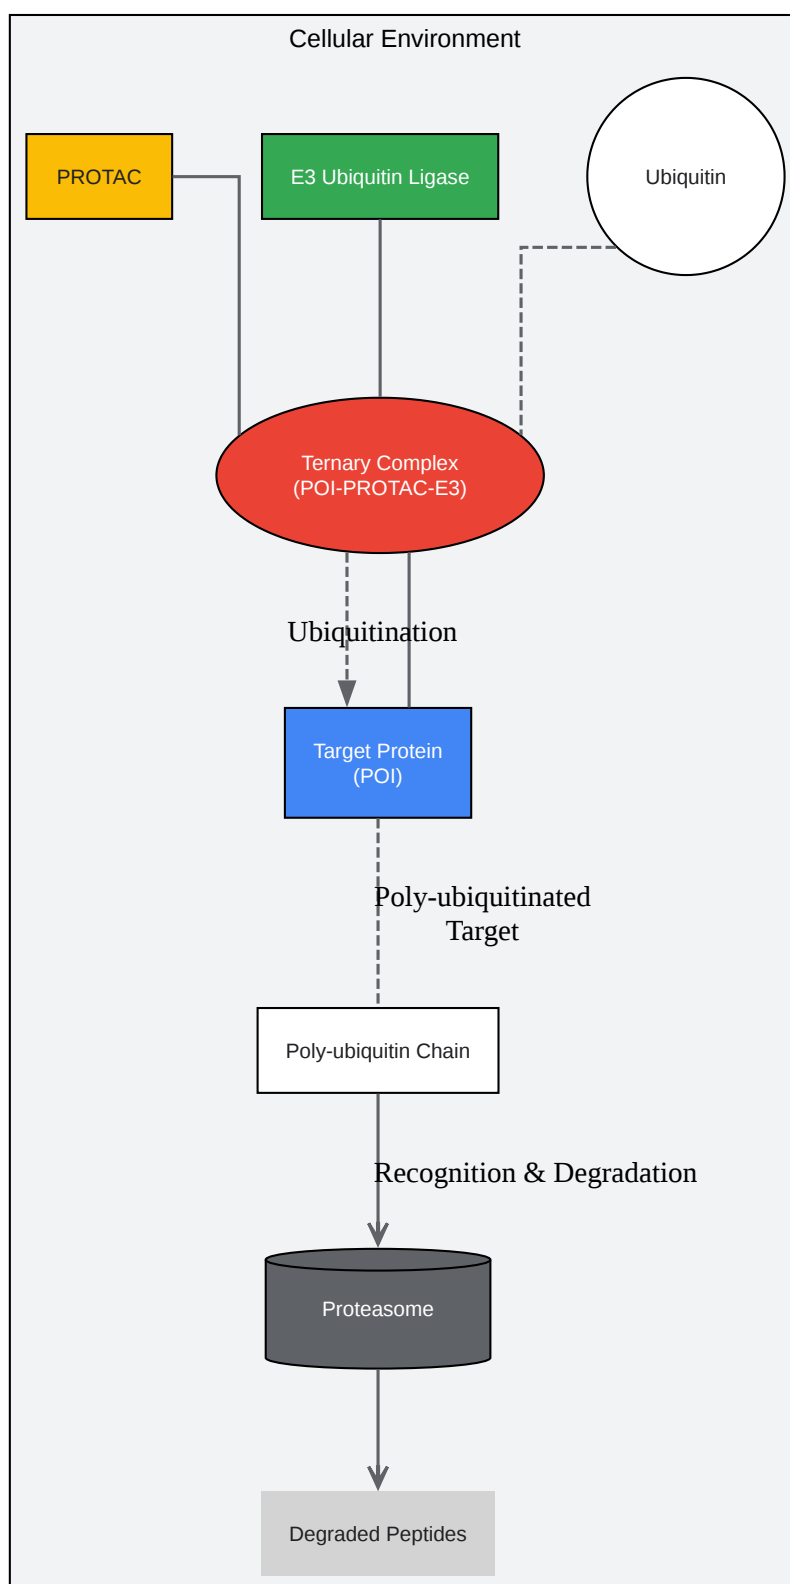 Cellular Environment
PROTAC
E3 Ubiquitin Ligase
Ubiquitin
Ternary Complex
(POI-PROTAC-E3)
Ubiquitination
Target Protein
(POI)
Poly-ubiquitinated
Target
Poly-ubiquitin Chain
Recognition & Degradation
Proteasome
Degraded Peptides